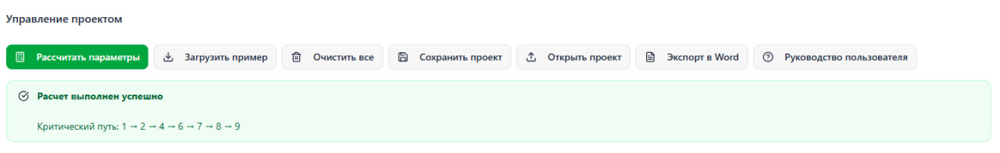 Управление проектом
Рассчитать параметры Загрузить пример Очистить все Сохранить проект Открыть проект Экспорт в Word Руководство пользователя
Расчет выполнен успешно
Критический путь: 1 → 2 → 4 → 6 → 7 → 8 → 9